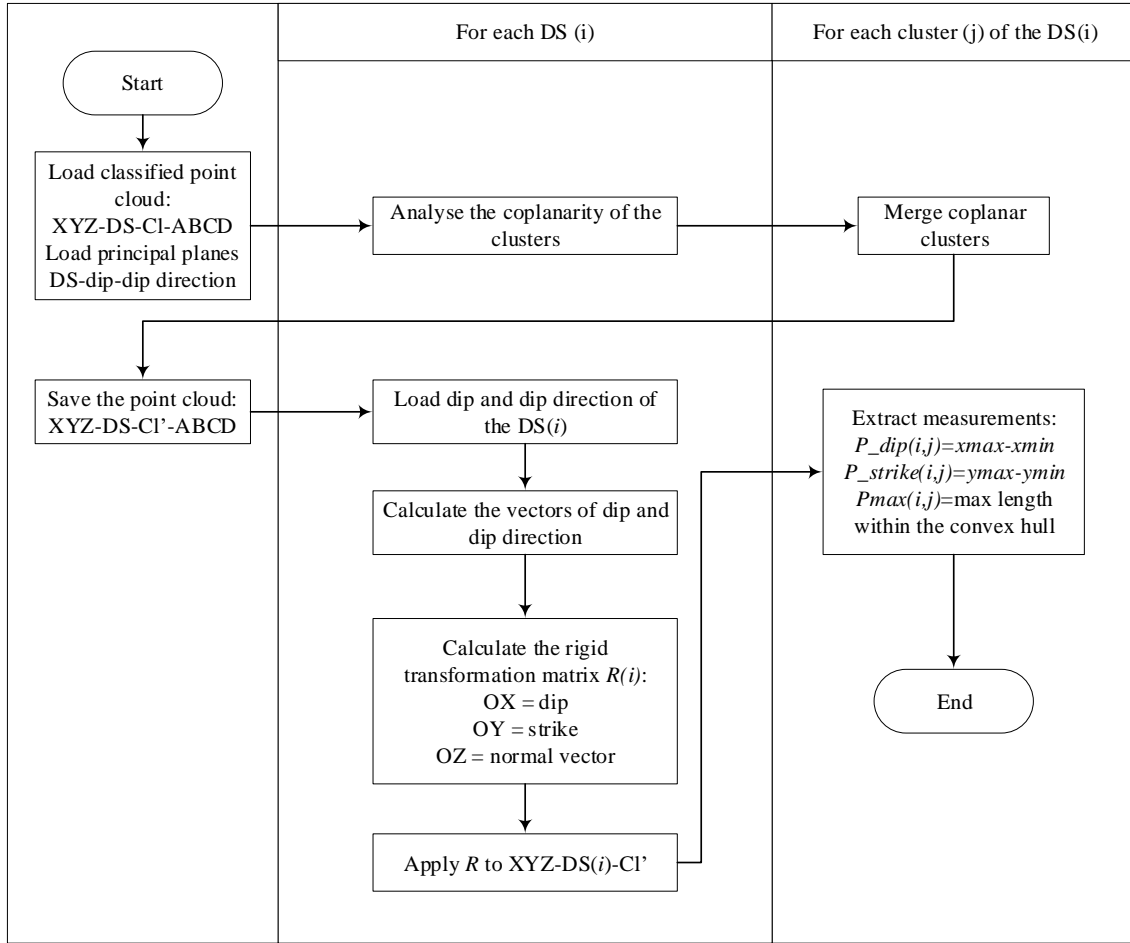 For each DS (i)
For each cluster (j) of the DS(i)
Start
Load classified point
cloud:
XYZ-DS-Cl-ABCD
Load principal planes
DS-dip-dip direction
Analyse the coplanarity of the
clusters
Merge coplanar
clusters
Save the point cloud:
XYZ-DS-Cl’-ABCD
Load dip and dip direction of
the DS(i)
Calculate the vectors of dip and
dip direction
Calculate the rigid
transformation matrix R(i):
OX = dip
OY = strike
OZ = normal vector
Apply R to XYZ-DS(i)-Cl’
Extract measurements:
P_dip(i,j)=xmax-xmin
P_strike(i,j)=ymax-ymin
Pmax(i,j)=max length
within the convex hull
End